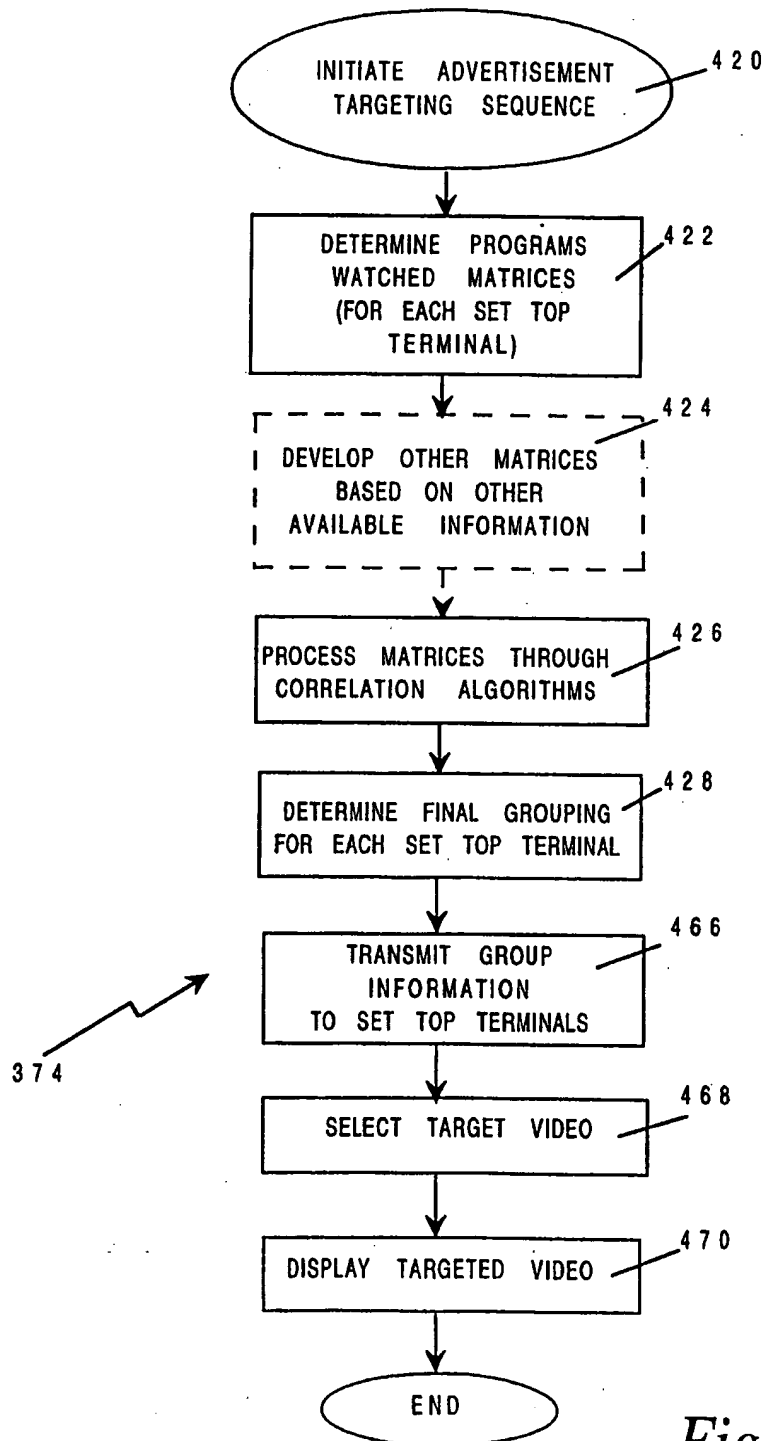 INITIATE ADVERTISEMENT
TARGETING SEQUENCE
420
DETERMINE PROGRAMS
WATCHED MATRICES
(FOR EACH SET TOP
TERMINAL)
422
DEVELOP OTHER MATRICES
BASED ON OTHER
AVAILABLE INFORMATION
424
PROCESS MATRICES THROUGH
CORRELATION ALGORITHMS
426
DETERMINE FINAL GROUPING
FOR EACH SET TOP TERMINAL
428
TRANSMIT GROUP
INFORMATION
TO SET TOP TERMINALS
466
374
SELECT TARGET VIDEO
468
DISPLAY TARGETED VIDEO
470
END
Fig